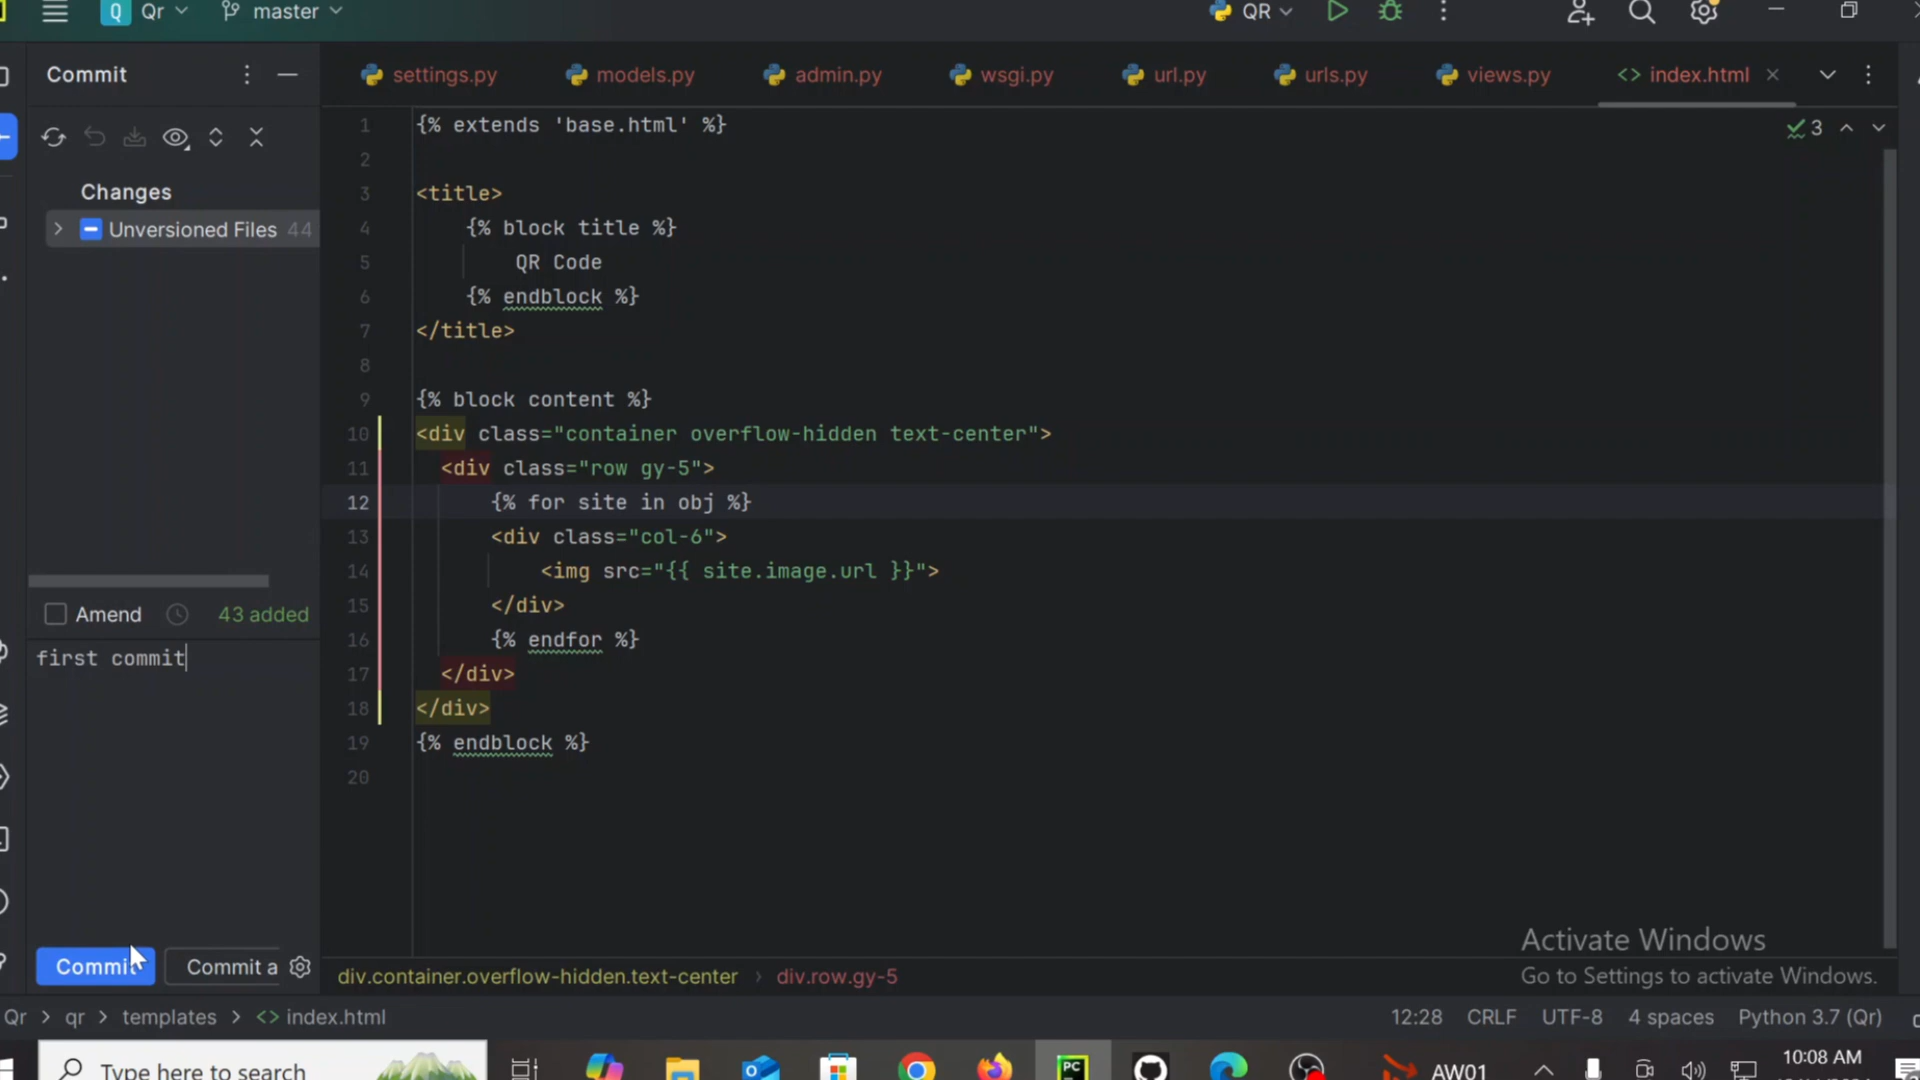 Q Qr master QR
Commit
settings.py models.py admin.py wsgi.py url.py urls.py views.py <> index.html
Changes
Unversioned Files 44
Amend 43 added
first commit
Commit Commit a
3
1 {% extends 'base.html' %}
2
3 <title>
4 {% block title %}
5 QR Code
6 {% endblock %}
7 </title>
8
9 {% block content %}
10 <div class="container overflow-hidden text-center">
11 <div class="row gy-5">
12 {% for site in obj %}
13 <div class="col-6">
14 <img src="{{ site.image.url }}">
15 </div>
16 {% endfor %}
17 </div>
18 </div>
19 {% endblock %}
20
Activate Windows
Go to Settings to activate Windows.
div.container.overflow-hidden.text-center › div.row.gy-5
Qr > qr > templates > <> index.html 12:28 CRLF UTF-8 4 spaces Python 3.7 (Qr)
Type here to search PC AW01 10:08 AM